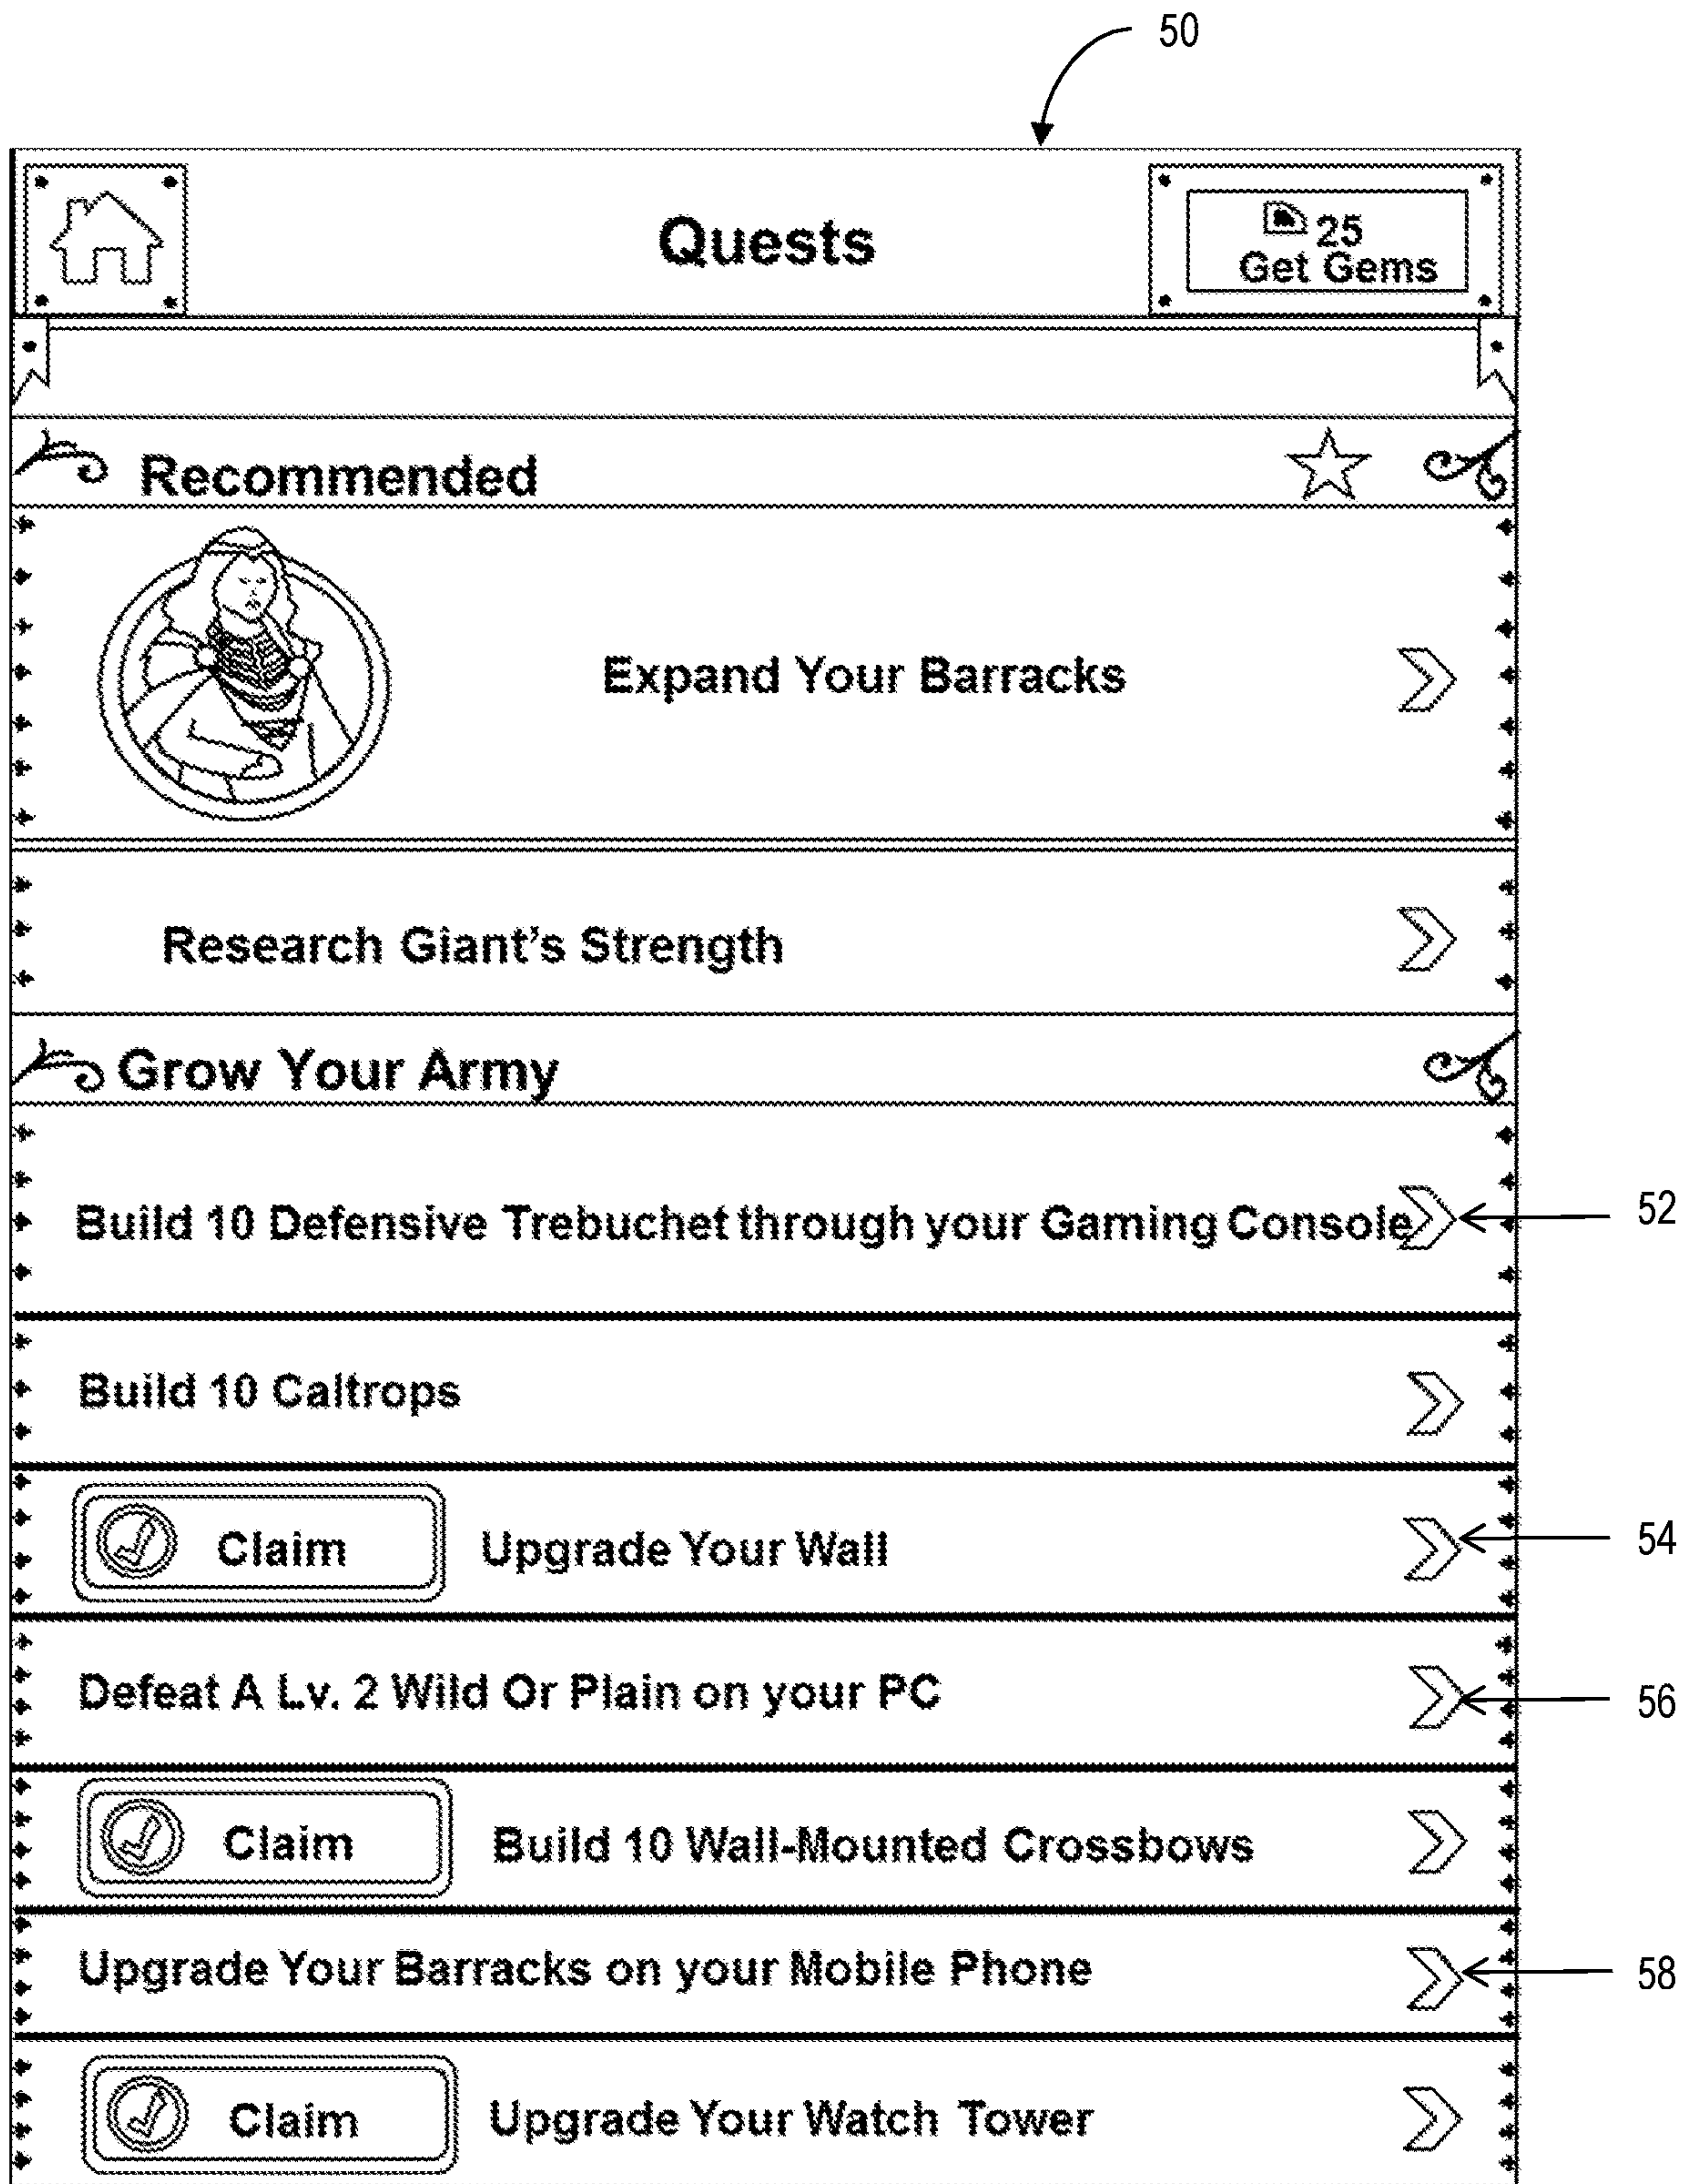 50
Quests
25
Get Gems
Recommended
Expand Your Barracks
Research Giant's Strength
Grow Your Army
Build 10 Defensive Trebuchet through your Gaming Console
52
Build 10 Caltrops
Claim Upgrade Your Wall
54
Defeat A Lv. 2 Wild Or Plain on your PC
56
Claim Build 10 Wall-Mounted Crossbows
Upgrade Your Barracks on your Mobile Phone
58
Claim Upgrade Your Watch Tower